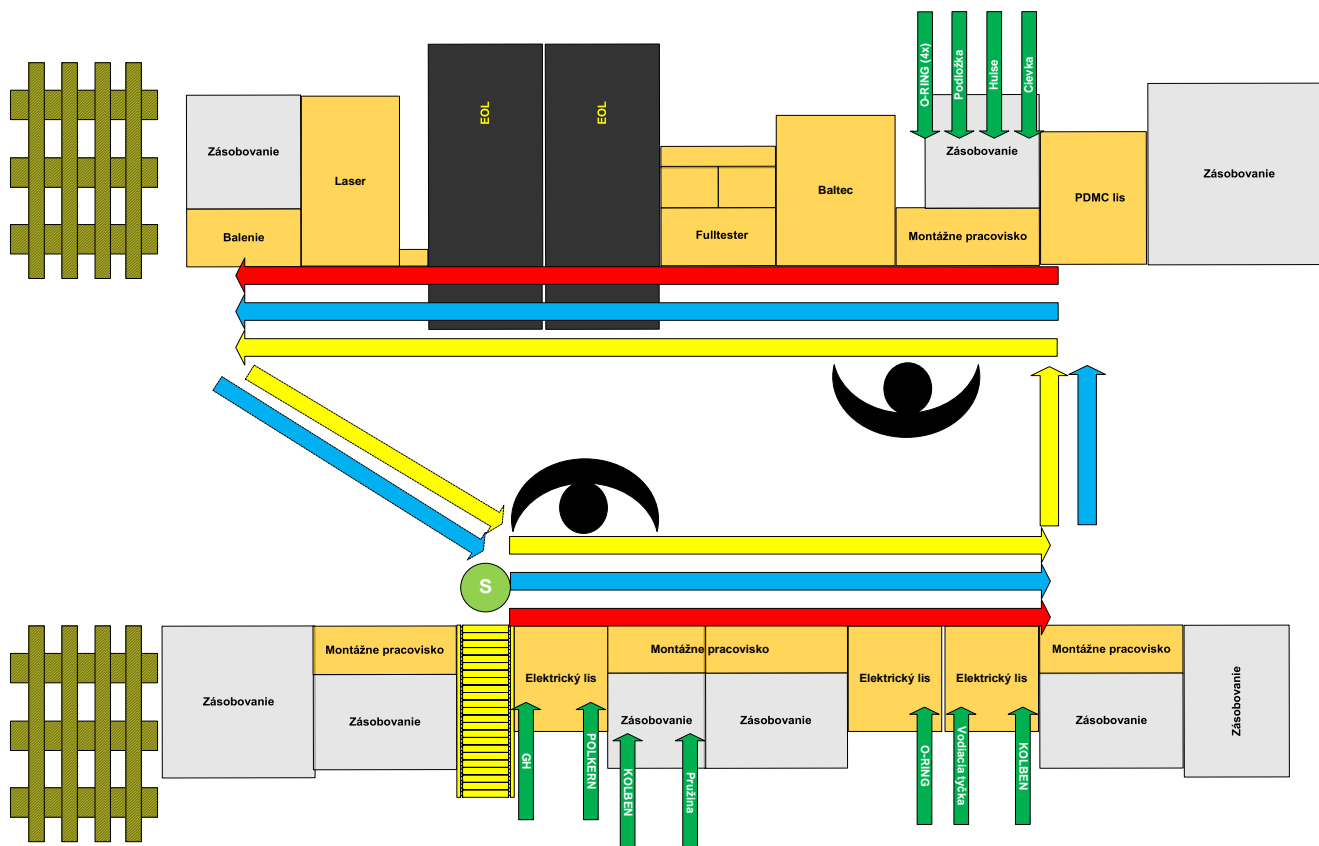 O-RING (4x)
Podložka
Hulse
Cievka
EOL
EOL
Zásobovanie
Laser
Baltec
Zásobovanie
Zásobovanie
PDMC lis
Balenie
Fulltester
Montážne pracovisko
S
Montážne pracovisko
Montážne pracovisko
Montážne pracovisko
Elektrický lis
Elektrický lis
Elektrický lis
Zásobovanie
Zásobovanie
Zásobovanie
Zásobovanie
Zásobovanie
Zásobovanie
GH
POLKERN
KOLBEN
Pružina
O-RING
Vodiacia tyčka
KOLBEN